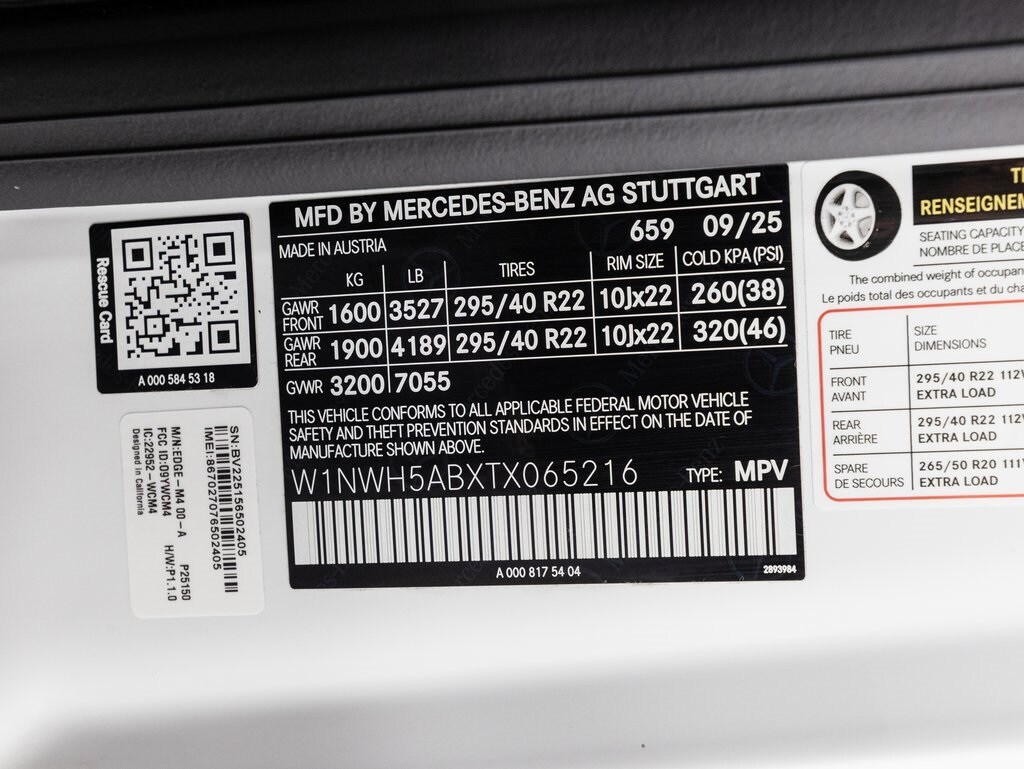 Rescue Card
A 000 584 53 18
SN:BV225156502405
IMEI:867027076502405
M/N:EDGE-M4 00-A P25150
FCC ID:09YWCM4 H/W:P1.1.0
IC:22952-WCM4
Designed in California
MFD BY MERCEDES-BENZ AG STUTTGART
659 09/25
MADE IN AUSTRIA
KG LB TIRES RIM SIZE COLD KPA(PSI)
GAWR FRONT 1600 3527 295/40 R22 10Jx22 260(38)
GAWR REAR 1900 4189 295/40 R22 10Jx22 320(46)
GVWR 3200 7055
THIS VEHICLE CONFORMS TO ALL APPLICABLE FEDERAL MOTOR VEHICLE
SAFETY AND THEFT PREVENTION STANDARDS IN EFFECT ON THE DATE OF
MANUFACTURE SHOWN ABOVE.
W1NWH5ABXTX065216 TYPE: MPV
A 000 817 54 04
2893984
RENSEIGNEM
SEATING CAPACITY
NOMBRE DE PLACE
The combined weight of occupan
Le poids total des occupants et du cha
TIRE SIZE
PNEU DIMENSIONS
FRONT 295/40 R22 112V
AVANT EXTRA LOAD
REAR 295/40 R22 112V
ARRIÈRE EXTRA LOAD
SPARE 265/50 R20 111
DE SECOURS EXTRA LOAD